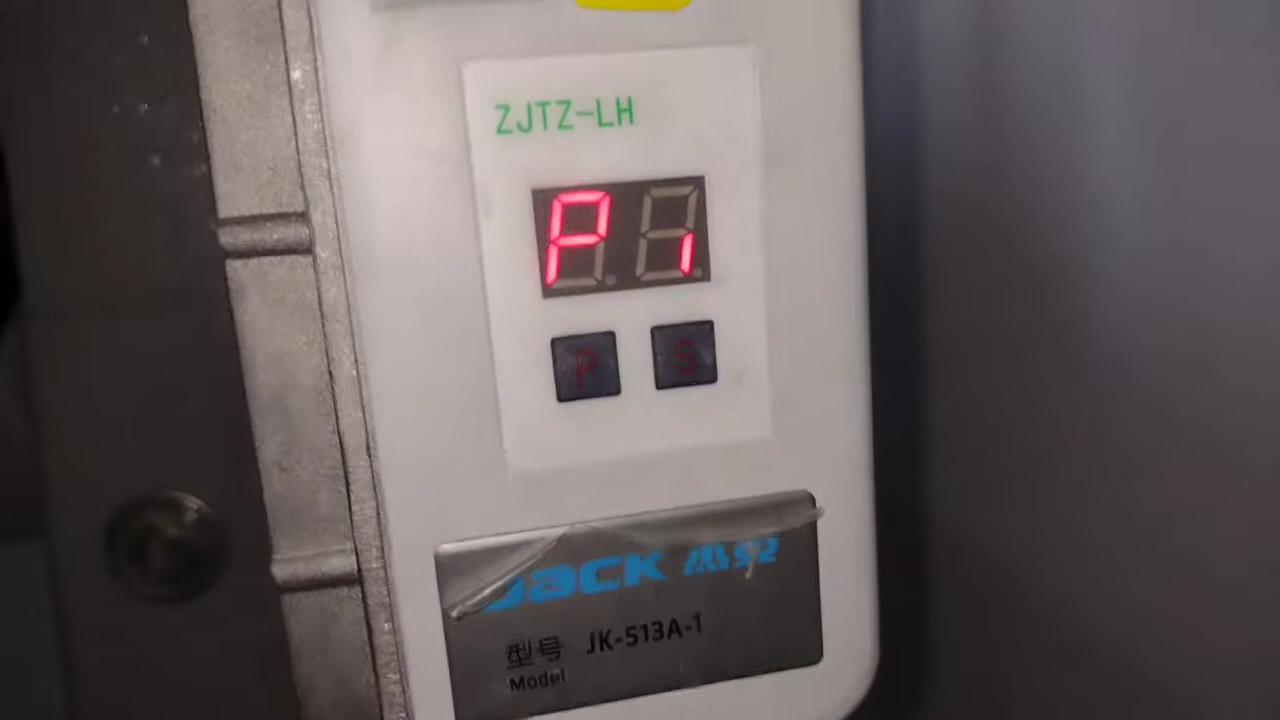 ZJTZ-LH
P1
P S
JACK 杰克
型号 JK-513A-1
Model